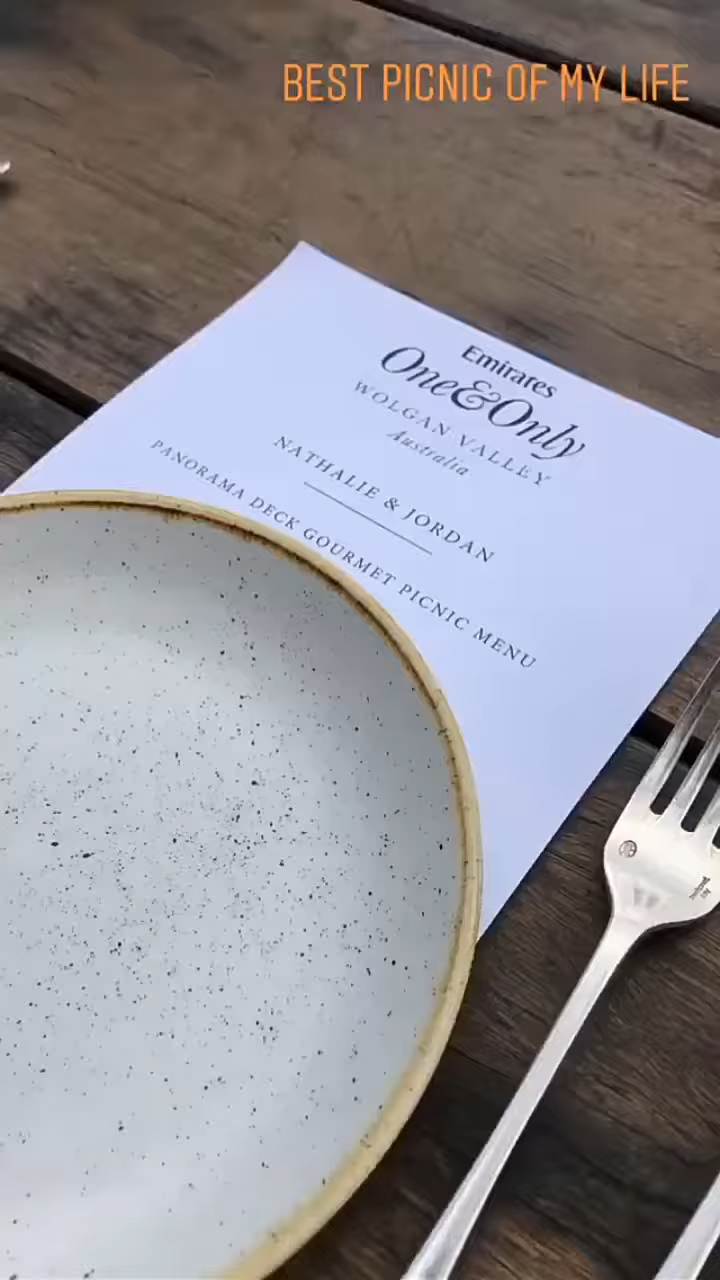 BEST PICNIC OF MY LIFE
Emirates
One&Only
WOLGAN VALLEY
Australia
NATHALIE & JORDAN
PANORAMA DECK GOURMET PICNIC MENU